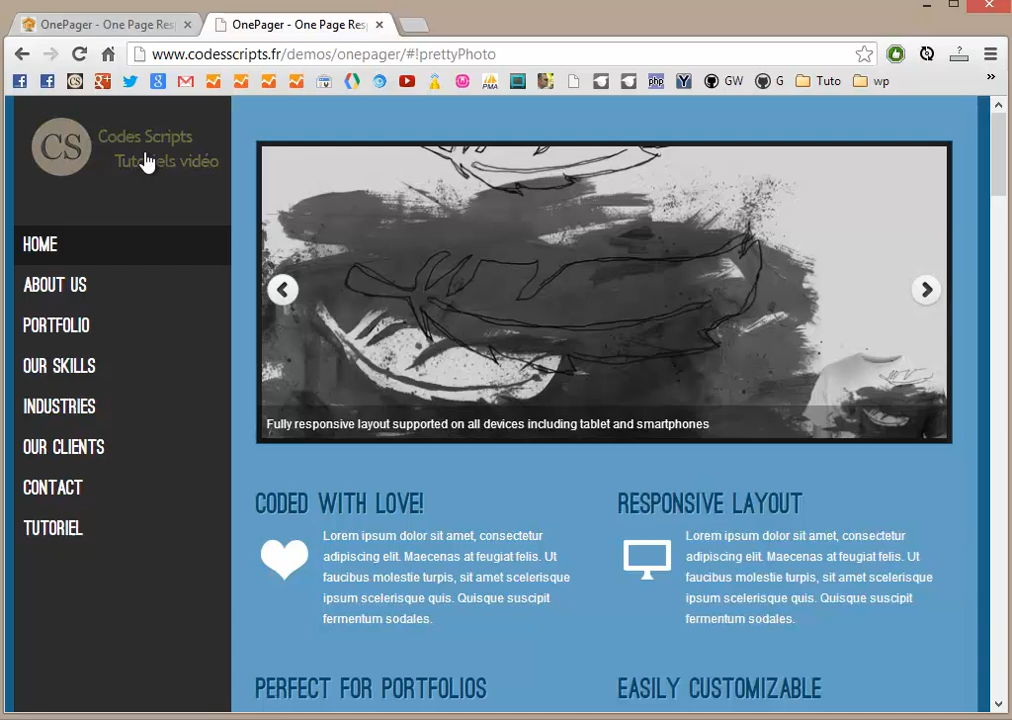 OnePager - One Page Res
OnePager - One Page Res
www.codesscripts.fr/demos/onepager/#!prettyPhoto
PMA
php
GW
G
Tuto
wp
CS
Codes Scripts
Tutoriels vidéo
HOME
ABOUT US
PORTFOLIO
OUR SKILLS
INDUSTRIES
OUR CLIENTS
CONTACT
TUTORIEL
Fully responsive layout supported on all devices including tablet and smartphones
CODED WITH LOVE!
Lorem ipsum dolor sit amet, consectetur
adipiscing elit. Maecenas at feugiat felis. Ut
faucibus molestie turpis, sit amet scelerisque
ipsum scelerisque quis. Quisque suscipit
fermentum sodales.
RESPONSIVE LAYOUT
Lorem ipsum dolor sit amet, consectetur
adipiscing elit. Maecenas at feugiat felis. Ut
faucibus molestie turpis, sit amet scelerisque
ipsum scelerisque quis. Quisque suscipit
fermentum sodales.
PERFECT FOR PORTFOLIOS
EASILY CUSTOMIZABLE